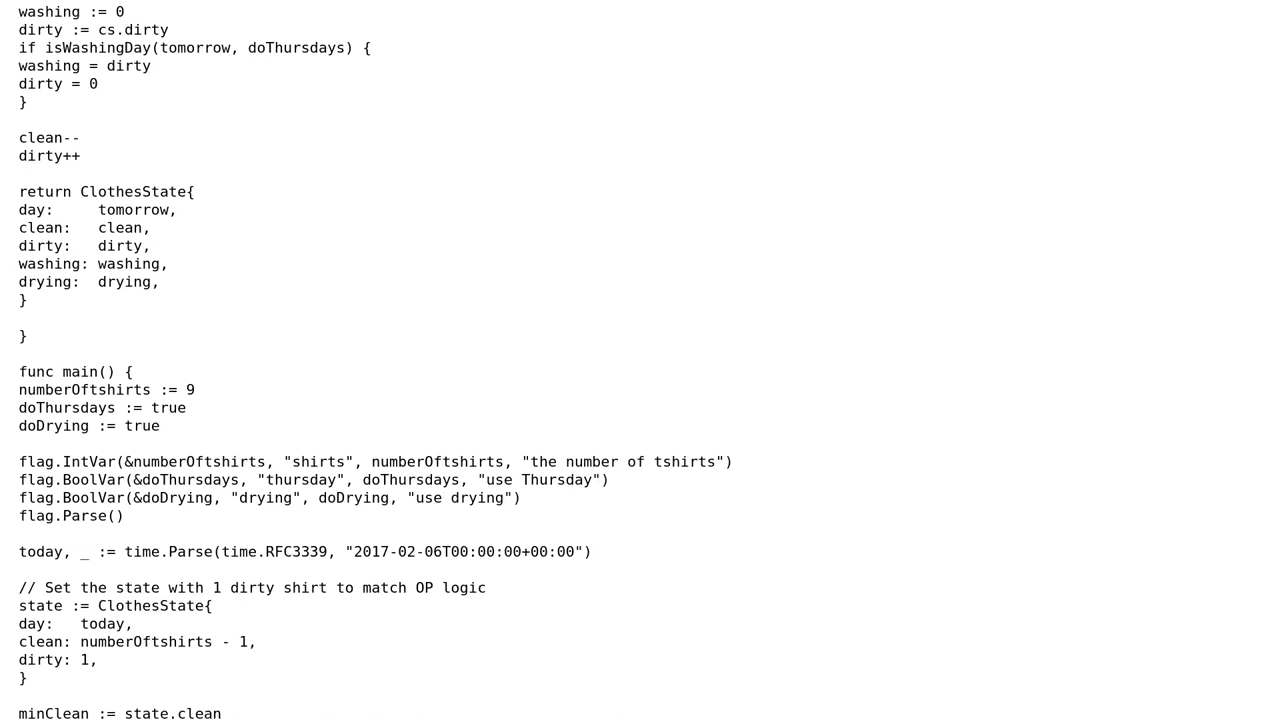 washing := 0
dirty := cs.dirty
if isWashingDay(tomorrow, doThursdays) {
washing = dirty
dirty = 0
}

clean--
dirty++

return ClothesState{
day:     tomorrow,
clean:   clean,
dirty:   dirty,
washing: washing,
drying:  drying,
}

}

func main() {
numberOftshirts := 9
doThursdays := true
doDrying := true

flag.IntVar(&numberOftshirts, "shirts", numberOftshirts, "the number of tshirts")
flag.BoolVar(&doThursdays, "thursday", doThursdays, "use Thursday")
flag.BoolVar(&doDrying, "drying", doDrying, "use drying")
flag.Parse()

today, _ := time.Parse(time.RFC3339, "2017-02-06T00:00:00+00:00")

// Set the state with 1 dirty shirt to match OP logic
state := ClothesState{
day:   today,
clean: numberOftshirts - 1,
dirty: 1,
}

minClean := state.clean